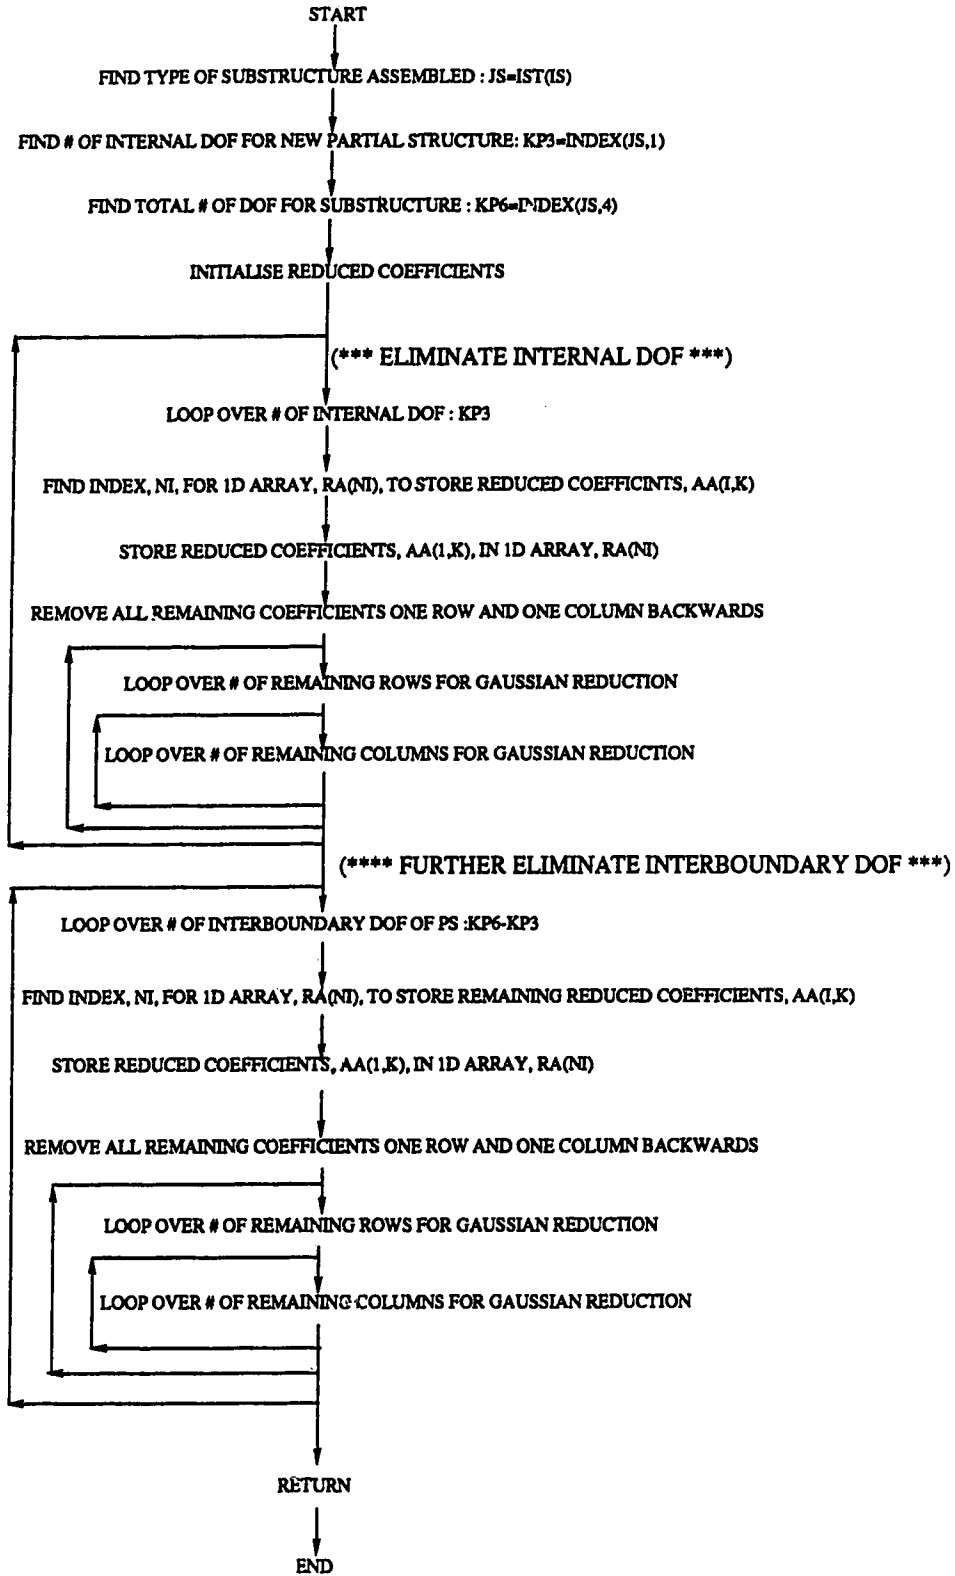 START
FIND TYPE OF SUBSTRUCTURE ASSEMBLED : JS=IST(IS)
FIND # OF INTERNAL DOF FOR NEW PARTIAL STRUCTURE: KP3=INDEX(JS,1)
FIND TOTAL # OF DOF FOR SUBSTRUCTURE : KP6=INDEX(JS,4)
INITIALISE REDUCED COEFFICIENTS
(*** ELIMINATE INTERNAL DOF ***)
LOOP OVER # OF INTERNAL DOF : KP3
FIND INDEX, NI, FOR 1D ARRAY, RA(NI), TO STORE REDUCED COEFFICINTS, AA(I,K)
STORE REDUCED COEFFICIENTS, AA(1,K), IN 1D ARRAY, RA(NI)
REMOVE ALL REMAINING COEFFICIENTS ONE ROW AND ONE COLUMN BACKWARDS
LOOP OVER # OF REMAINING ROWS FOR GAUSSIAN REDUCTION
LOOP OVER # OF REMAINING COLUMNS FOR GAUSSIAN REDUCTION
(**** FURTHER ELIMINATE INTERBOUNDARY DOF ***)
LOOP OVER # OF INTERBOUNDARY DOF OF PS :KP6-KP3
FIND INDEX, NI, FOR 1D ARRAY, RA(NI), TO STORE REMAINING REDUCED COEFFICIENTS, AA(I,K)
STORE REDUCED COEFFICIENTS, AA(1,K), IN 1D ARRAY, RA(NI)
REMOVE ALL REMAINING COEFFICIENTS ONE ROW AND ONE COLUMN BACKWARDS
LOOP OVER # OF REMAINING ROWS FOR GAUSSIAN REDUCTION
LOOP OVER # OF REMAINING COLUMNS FOR GAUSSIAN REDUCTION
RETURN
END